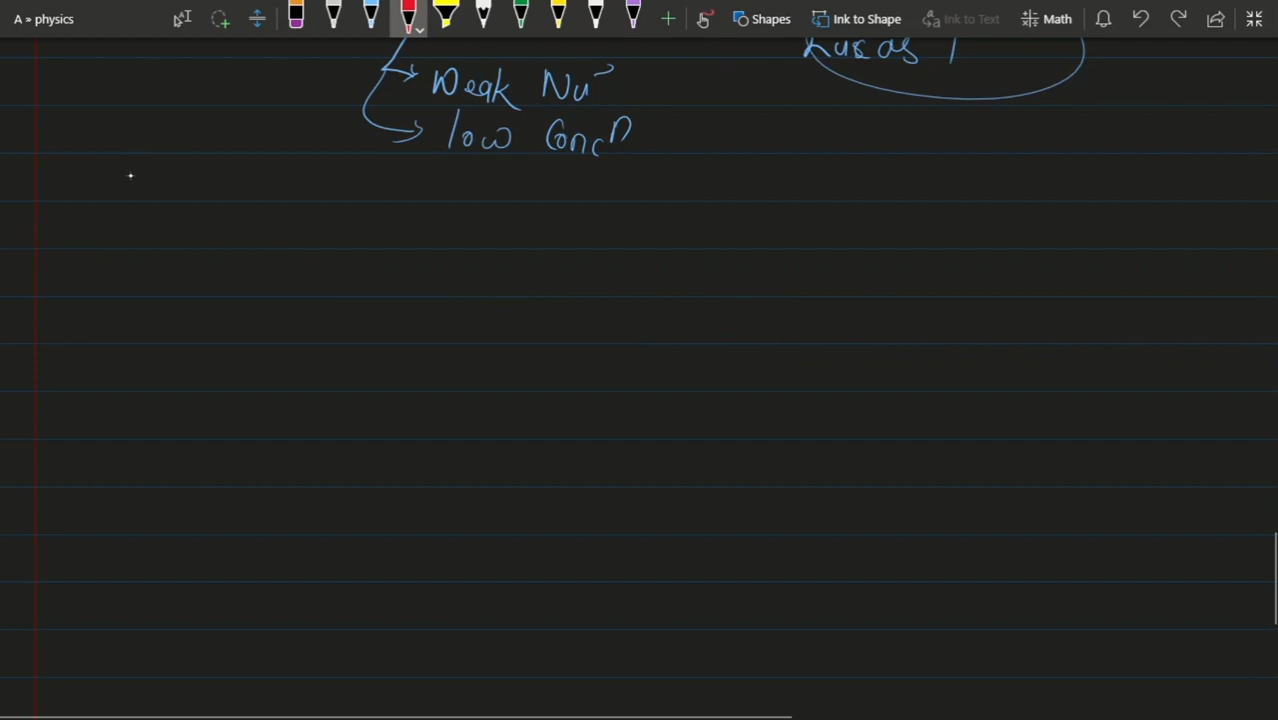 A » physics
Shapes
Ink to Shape
Ink to Text
Math
Weak Nu⁻
low Concn